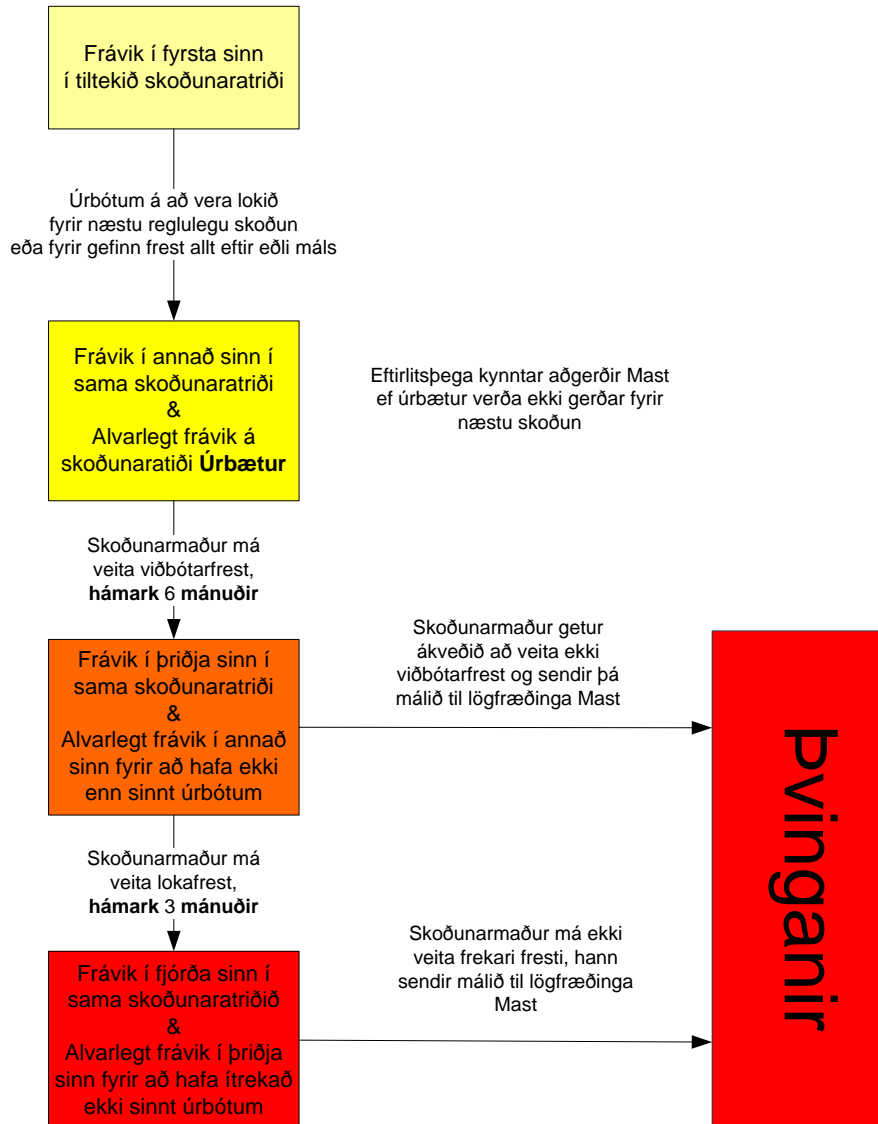 Frávik í fyrsta sinn
í tiltekið skoðunaratriði
Úrbótum á að vera lokið
fyrir næstu reglulegu skoðun
eða fyrir gefinn frest allt eftir eðli máls
Frávik í annað sinn í
sama skoðunaratriði
&
Alvarlegt frávik á
skoðunaratiði Úrbætur
Eftirlitsþega kynntar aðgerðir Mast
ef úrbætur verða ekki gerðar fyrir
næstu skoðun
Skoðunarmaður má
veita viðbótarfrest,
hámark 6 mánuðir
Frávik í þriðja sinn í
sama skoðunaratriði
&
Alvarlegt frávik í annað
sinn fyrir að hafa ekki
enn sinnt úrbótum
Skoðunarmaður getur
ákveðið að veita ekki
viðbótarfrest og sendir þá
málið til lögfræðinga Mast
Þvinganir
Skoðunarmaður má
veita lokafrest,
hámark 3 mánuðir
Frávik í fjórða sinn í
sama skoðunaratriðið
&
Alvarlegt frávik í þriðja
sinn fyrir að hafa ítrekað
ekki sinnt úrbótum
Skoðunarmaður má ekki
veita frekari fresti, hann
sendir málið til lögfræðinga
Mast